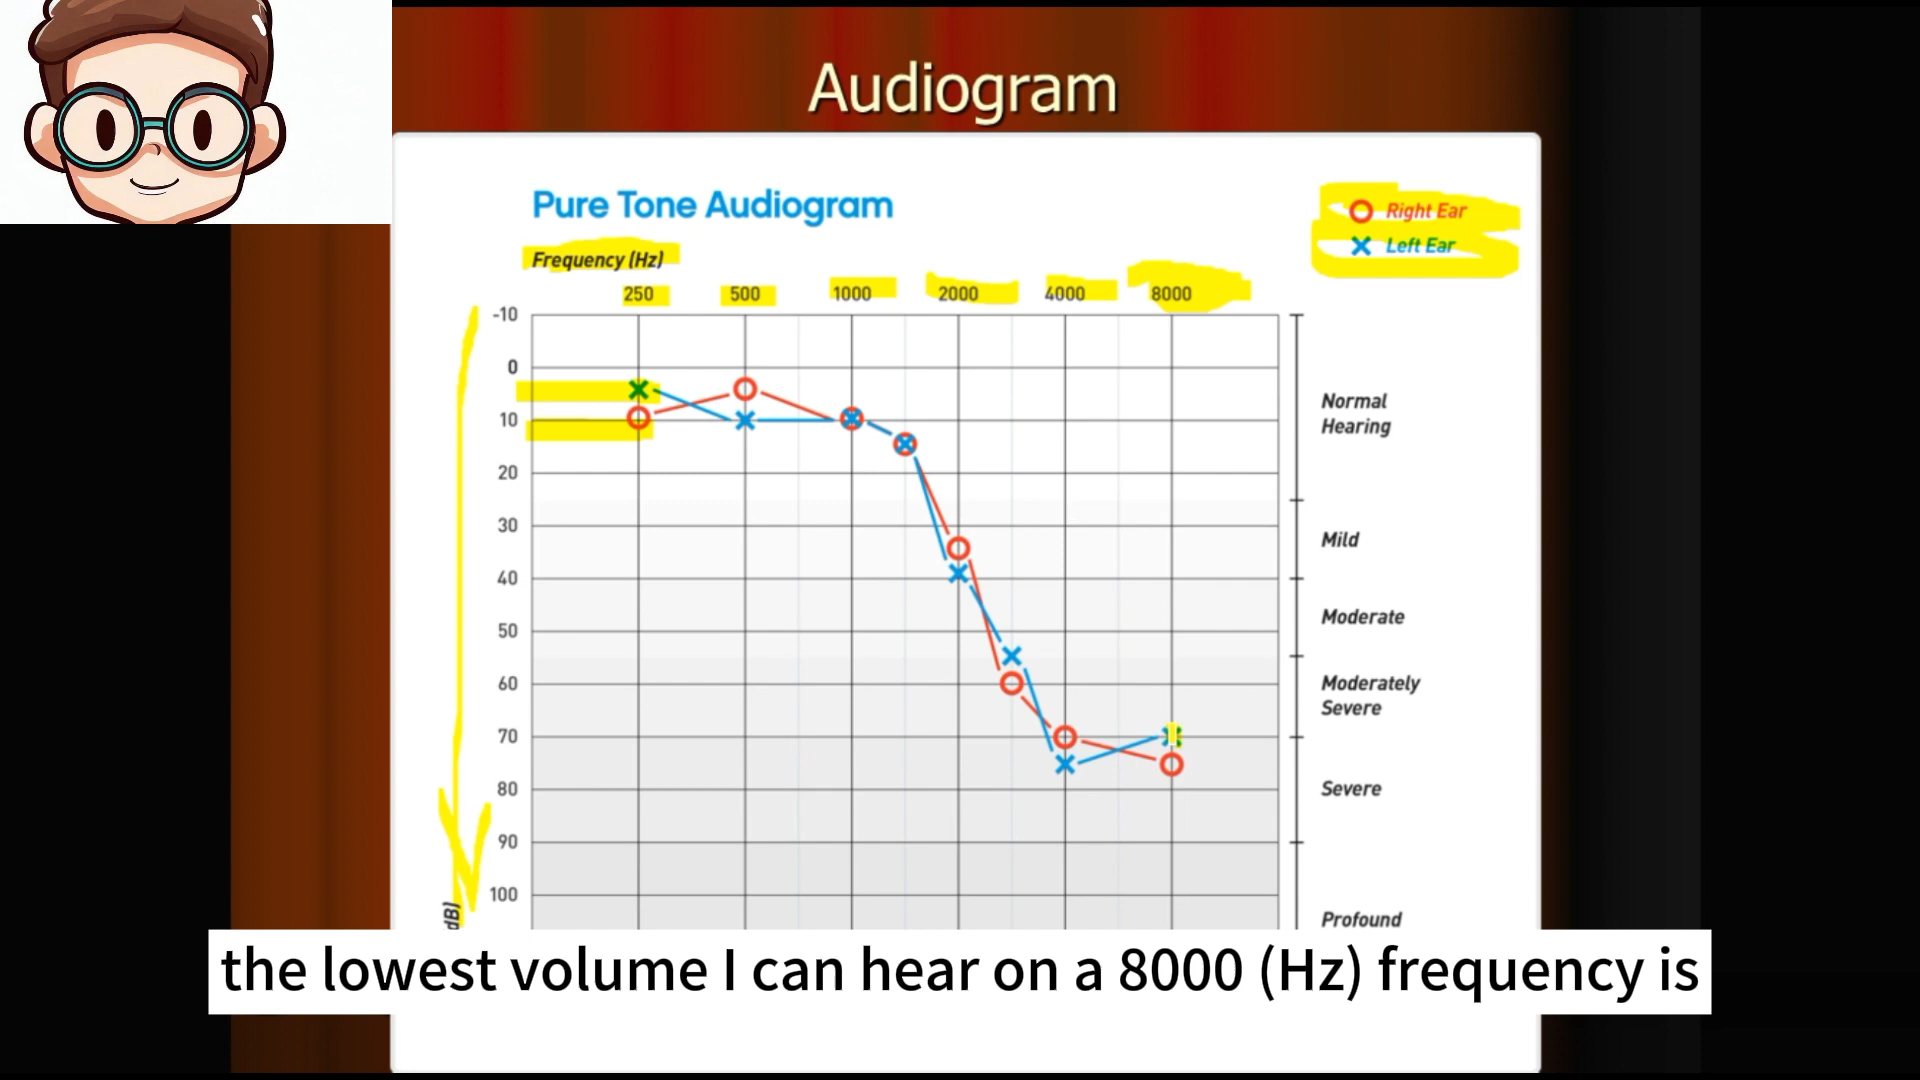 Audiogram
Pure Tone Audiogram
Right Ear
Left Ear
Frequency (Hz)
250 500 1000 2000 4000 8000
-10
0
10
20
30
40
50
60
70
80
90
100
dB)
Normal
Hearing
Mild
Moderate
Moderately
Severe
Severe
Profound
the lowest volume I can hear on a 8000 (Hz) frequency is